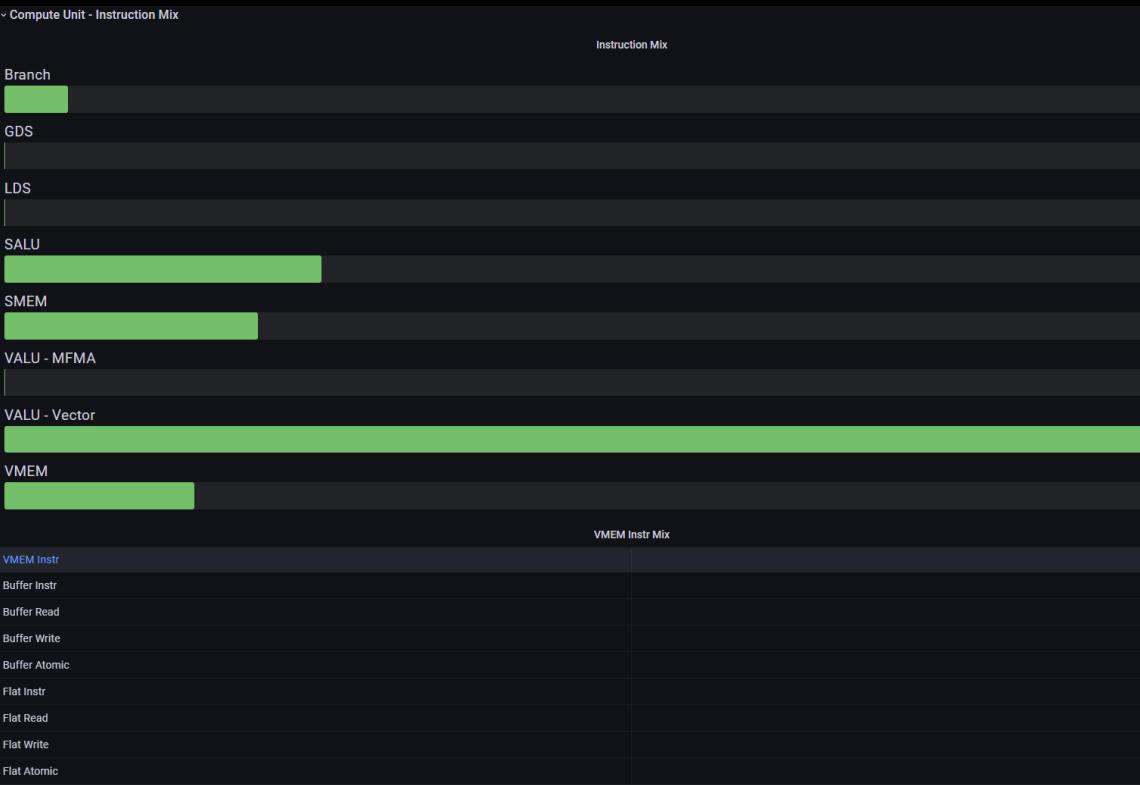 Compute Unit - Instruction Mix
Instruction Mix
Branch
GDS
LDS
SALU
SMEM
VALU - MFMA
VALU - Vector
VMEM
VMEM Instr Mix
VMEM Instr
Buffer Instr
Buffer Read
Buffer Write
Buffer Atomic
Flat Instr
Flat Read
Flat Write
Flat Atomic